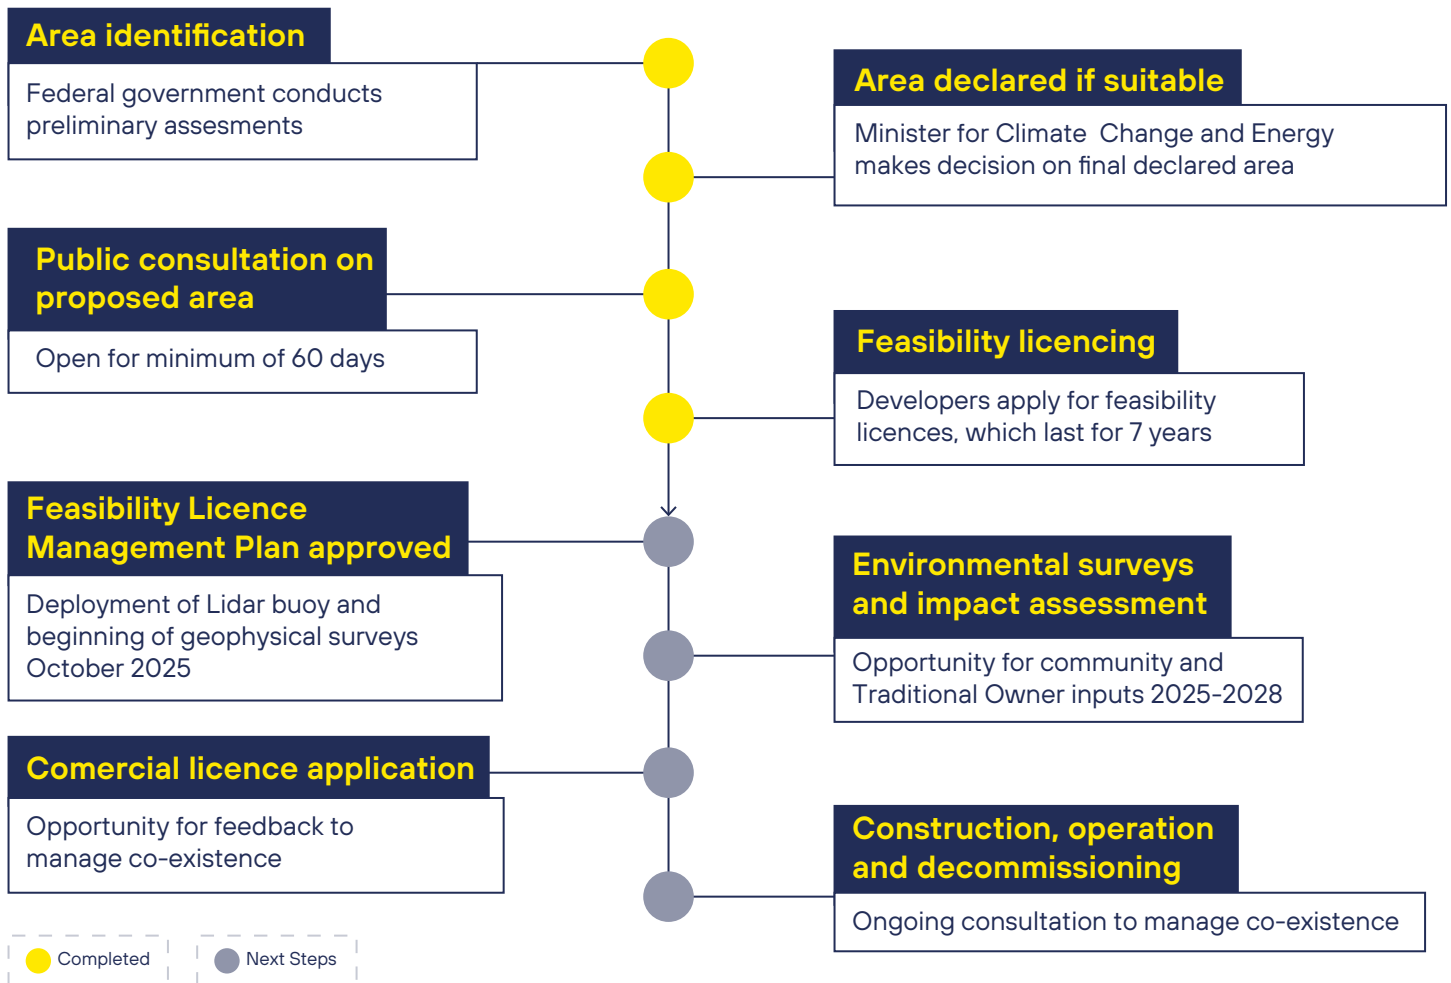 Area identification
Federal government conducts
preliminary assesments
Area declared if suitable
Minister for Climate Change and Energy
makes decision on final declared area
Public consultation on
proposed area
Open for minimum of 60 days
Feasibility licencing
Developers apply for feasibility
licences, which last for 7 years
Feasibility Licence
Management Plan approved
Deployment of Lidar buoy and
beginning of geophysical surveys
October 2025
Environmental surveys
and impact assessment
Opportunity for community and
Traditional Owner inputs 2025-2028
Comercial licence application
Opportunity for feedback to
manage co-existence
Construction, operation
and decommissioning
Ongoing consultation to manage co-existence
Completed
Next Steps